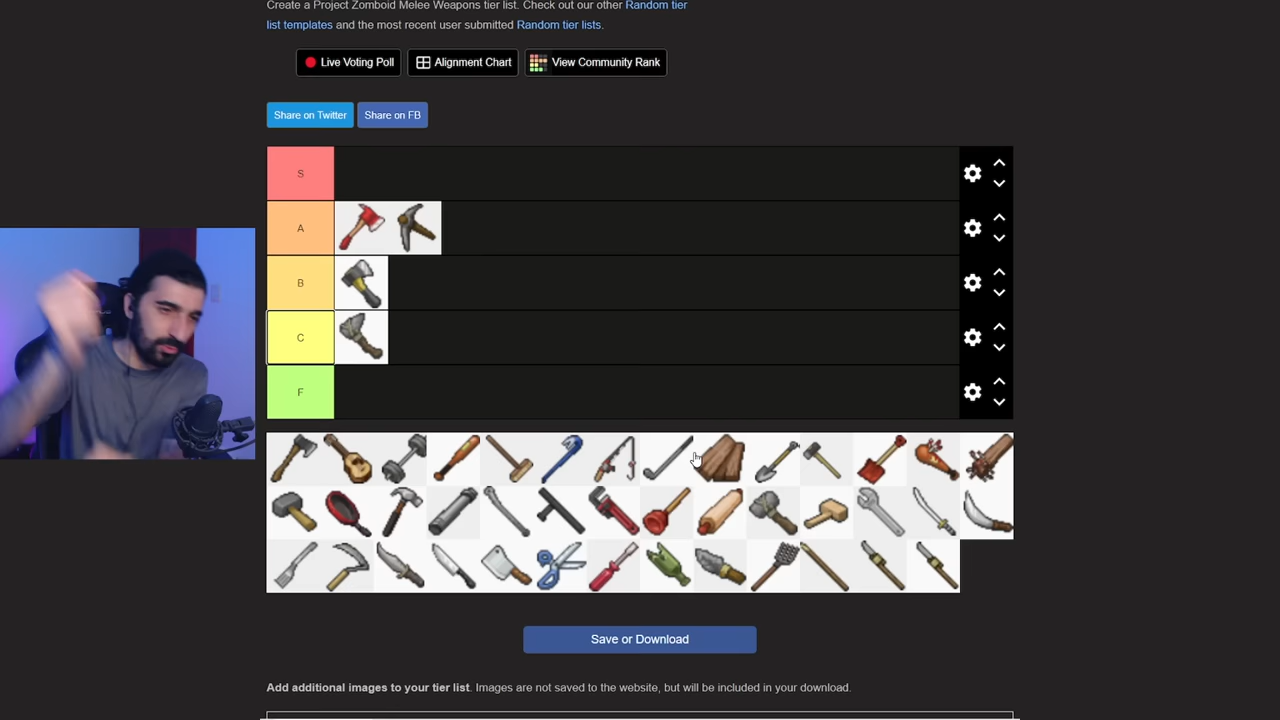 Create a Project Zomboid Melee Weapons tier list. Check out our other Random tier
list templates and the most recent user submitted Random tier lists.
Live Voting Poll
Alignment Chart
View Community Rank
Share on Twitter
Share on FB
S
A
B
C
F
Save or Download
Add additional images to your tier list. Images are not saved to the website, but will be included in your download.